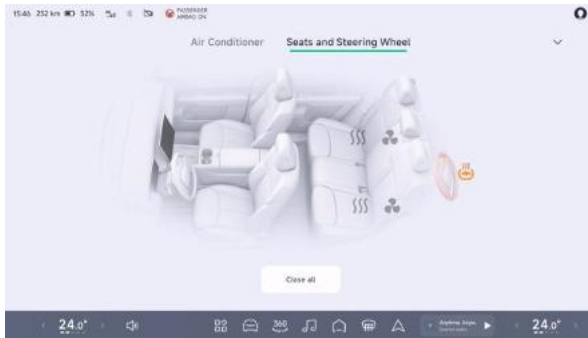 15:46 252 km 52%
PASSENGER
AIRBAG ON
Air Conditioner Seats and Steering Wheel
Close all
24.0° 360 24.0°